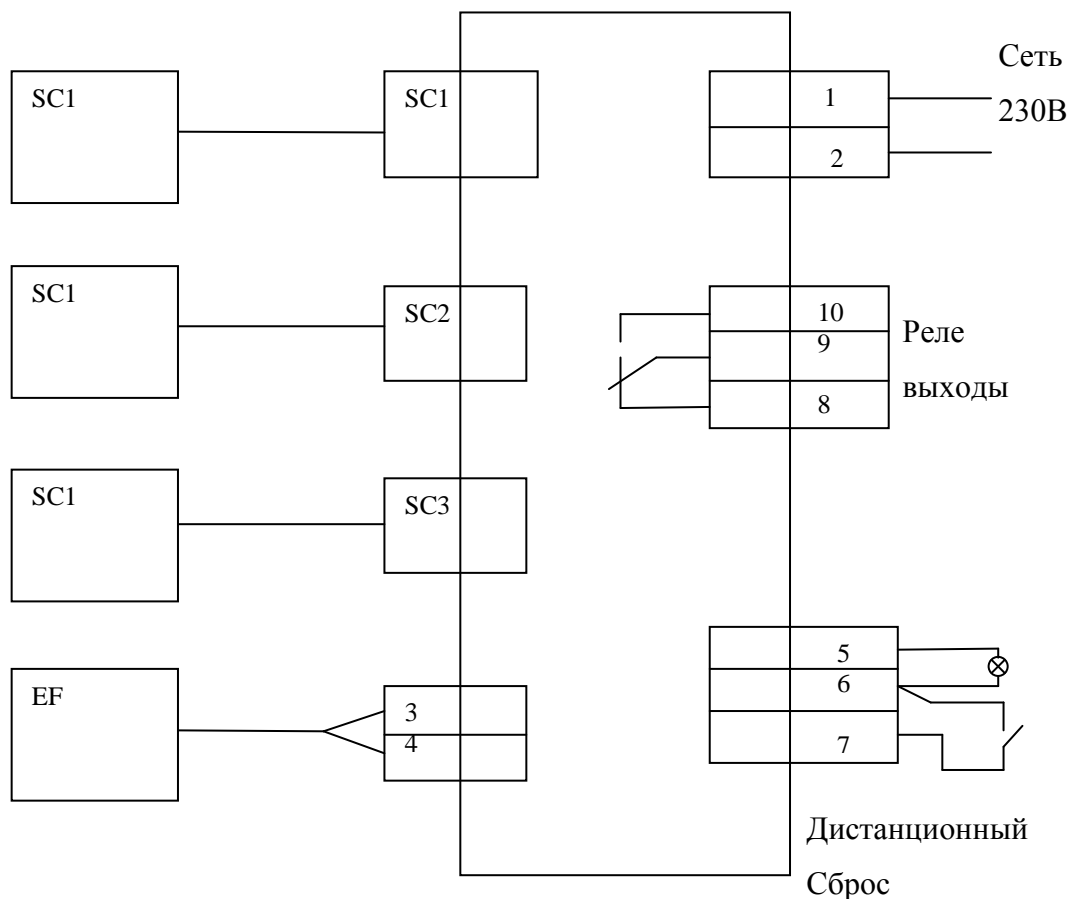 SC1
SC1
1
Сеть
230В
2
SC1
SC2
10
9
8
Реле
выходы
SC1
SC3
EF
3
4
5
6
7
Дистанционный
Сброс